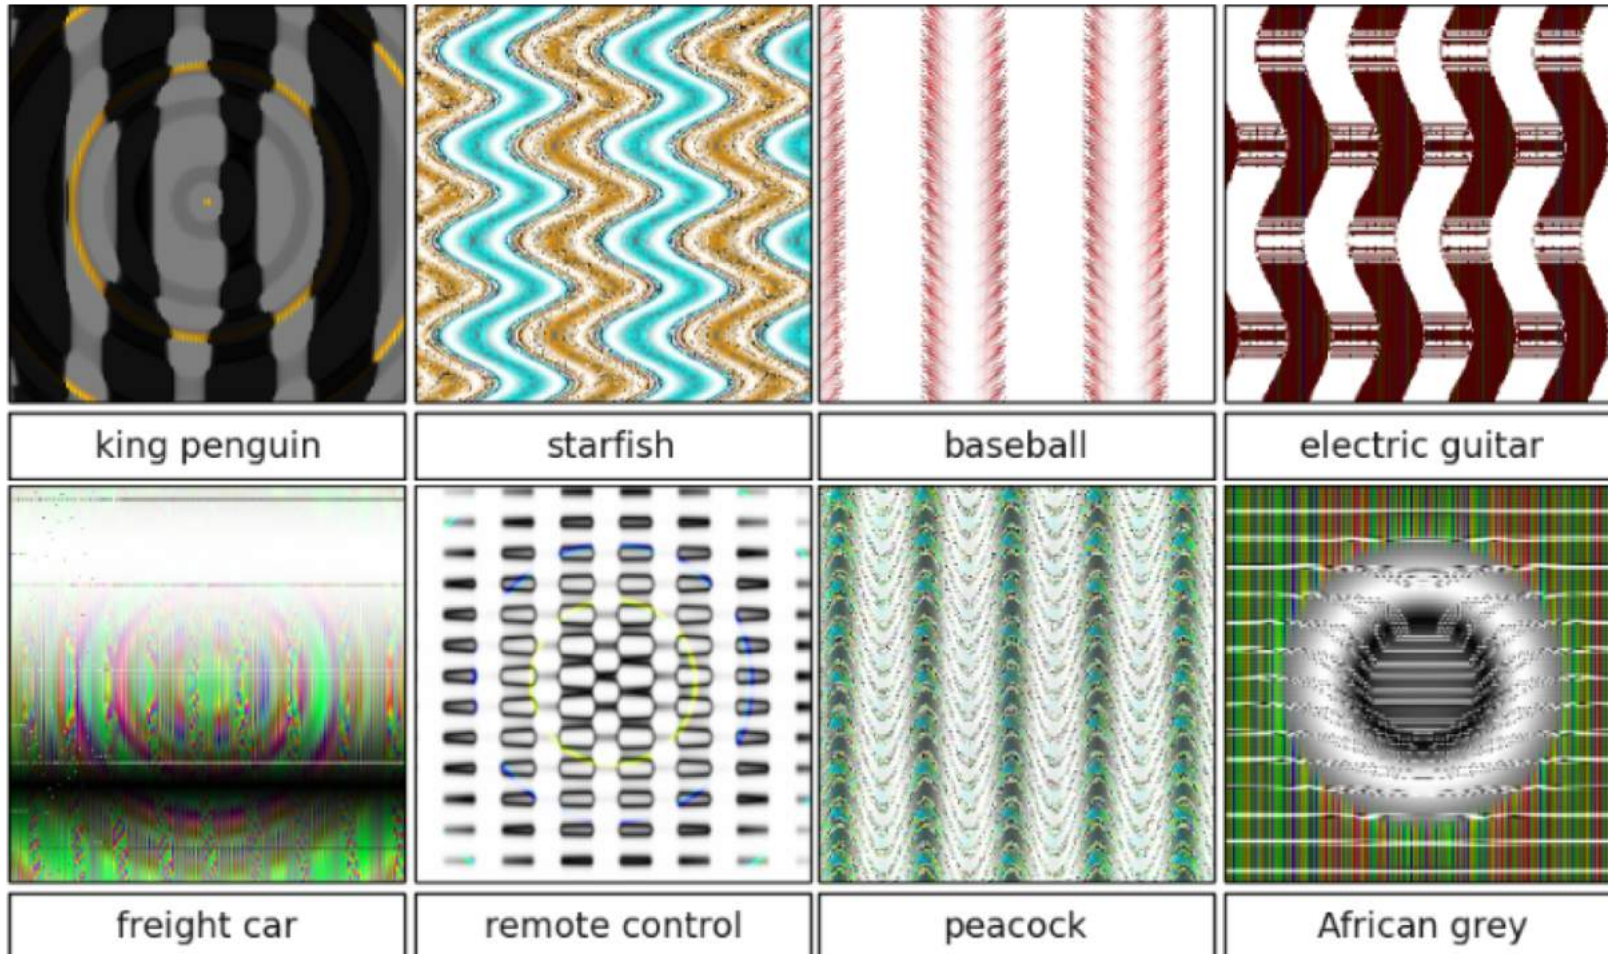 king penguin
starfish
baseball
electric guitar
freight car
remote control
peacock
African grey